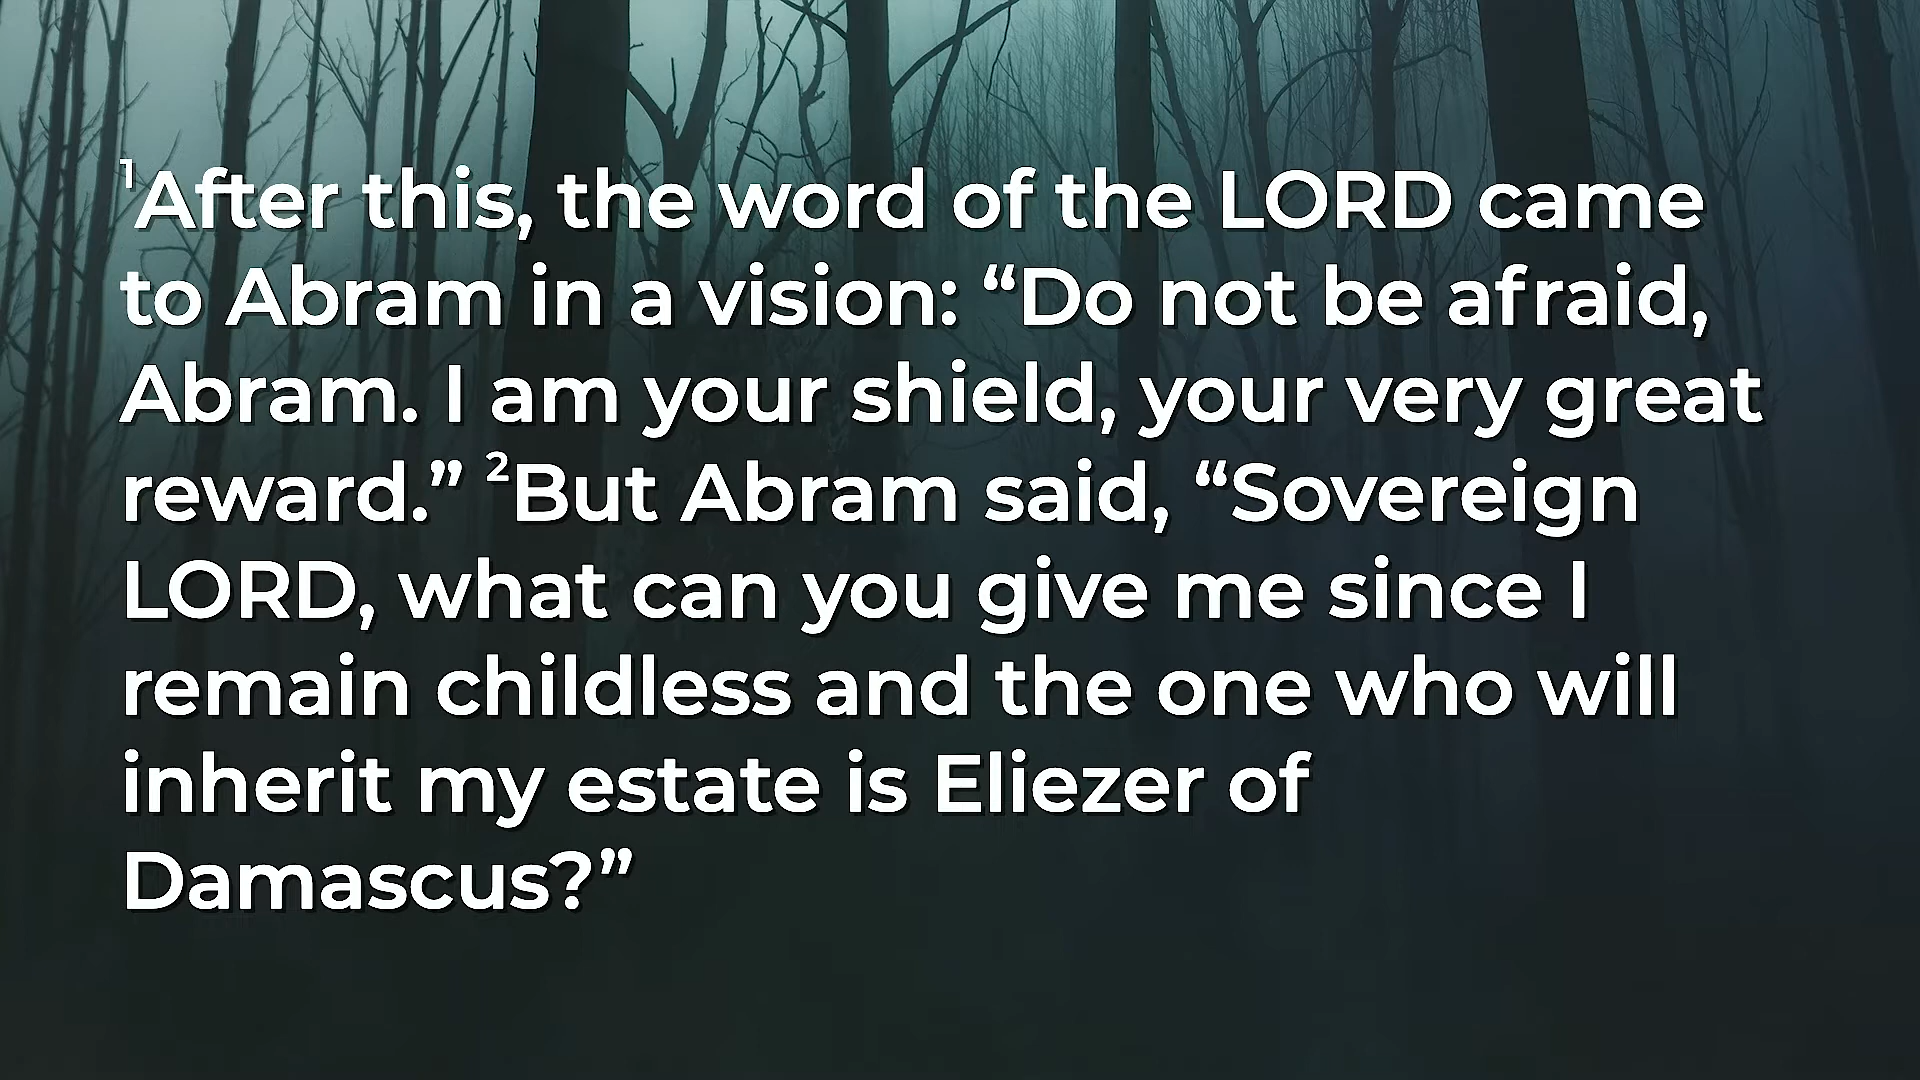 ¹After this, the word of the LORD came
to Abram in a vision: “Do not be afraid,
Abram. I am your shield, your very great
reward.” ²But Abram said, “Sovereign
LORD, what can you give me since I
remain childless and the one who will
inherit my estate is Eliezer of
Damascus?”